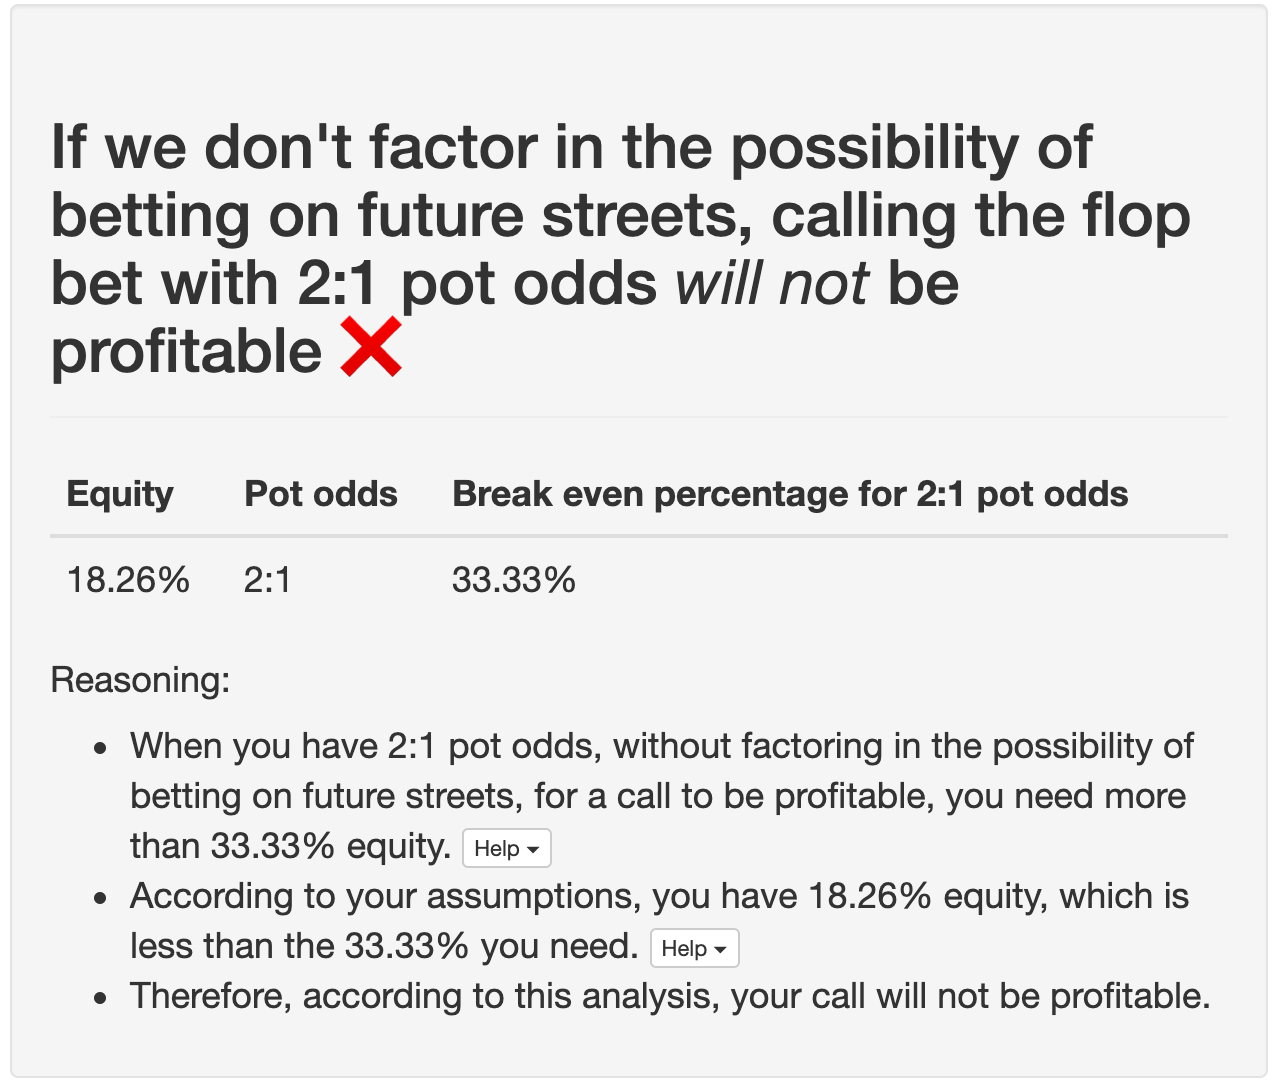 If we don't factor in the possibility of
betting on future streets, calling the flop
bet with 2:1 pot odds will not be
profitable ❌
Equity Pot odds Break even percentage for 2:1 pot odds
18.26% 2:1 33.33%
Reasoning:
• When you have 2:1 pot odds, without factoring in the possibility of
betting on future streets, for a call to be profitable, you need more
than 33.33% equity. Help
• According to your assumptions, you have 18.26% equity, which is
less than the 33.33% you need. Help
• Therefore, according to this analysis, your call will not be profitable.